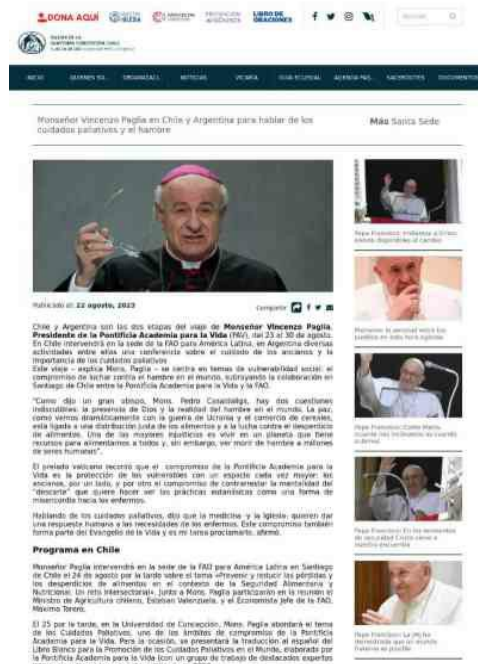 DONA AQUÍ
LIBRO DE
ORACIONES
INICIO
NOTICIAS
VICARÍA
GUÍA ECLESIAL
AGENDA PAS...
SACERDOTES
DOCUMENTOS
Monseñor Vincenzo Paglia en Chile y Argentina para hablar de los
cuidados paliativos y el hambre
Más Santa Sede
Publicado el: 22 agosto, 2023
Compartir
Chile y Argentina son las dos etapas del viaje de Monseñor Vincenzo Paglia,
Presidente de la Pontificia Academia para la Vida (PAV), del 23 al 30 de agosto.
En Chile intervendrá en la sede de la FAO para América Latina, en Argentina diversas
actividades entre ellas una conferencia sobre el cuidado de los ancianos y la
importancia de los cuidados paliativos
Este viaje – explica Mons. Paglia – se centra en temas de vulnerabilidad social: el
compromiso de luchar contra el hambre en el mundo, subrayando la colaboración en
Santiago de Chile entre la Pontificia Academia para la Vida y la FAO.
"Como dijo un gran obispo, Mons. Pedro Casaldáliga, hay dos cuestiones
indiscutibles: la presencia de Dios y la realidad del hambre en el mundo. La paz,
como vemos dramáticamente con la guerra de Ucrania y el comercio de cereales,
está ligada a una distribución justa de los alimentos y a la lucha contra el desperdicio
de alimentos. Una de las mayores injusticias es vivir en un planeta que tiene
recursos para alimentarnos a todos y, sin embargo, ver morir de hambre a millones
de seres humanos".
El prelado vaticano recordó que el compromiso de la Pontificia Academia para la
Vida es la protección de los vulnerables con un espacio cada vez mayor: los
ancianos, por un lado, y por otro el compromiso de contrarrestar la mentalidad del
"descarte" que quiere hacer ver las prácticas eutanásicas como una forma de
misericordia hacia los enfermos.
Hablando de los cuidados paliativos, dijo que la medicina -y la Iglesia- quieren dar
una respuesta humana a las necesidades de los enfermos. Este compromiso también
forma parte del Evangelio de la Vida y es mi tarea proclamarlo, afirmó.
Programa en Chile
Monseñor Paglia intervendrá en la sede de la FAO para América Latina en Santiago
de Chile el 24 de agosto por la tarde sobre el tema «Prevenir y reducir las pérdidas y
los desperdicios de alimentos en el contexto de la Seguridad Alimentaria y
Nutricional. Un reto intersectorial». Junto a Mons. Paglia participarán en la reunión el
Ministro de Agricultura chileno, Esteban Valenzuela, y el Economista Jefe de la FAO,
Máximo Torero.
El 25 por la tarde, en la Universidad de Concepción, Mons. Paglia abordará el tema
de los Cuidados Paliativos, uno de los ámbitos de compromiso de la Pontificia
Academia para la Vida. Para la ocasión, se presentará la traducción al español del
Libro Blanco para la Promoción de los Cuidados Paliativos en el Mundo, elaborado por
la Pontificia Academia para la Vida (con un grupo de trabajo de destacados expertos